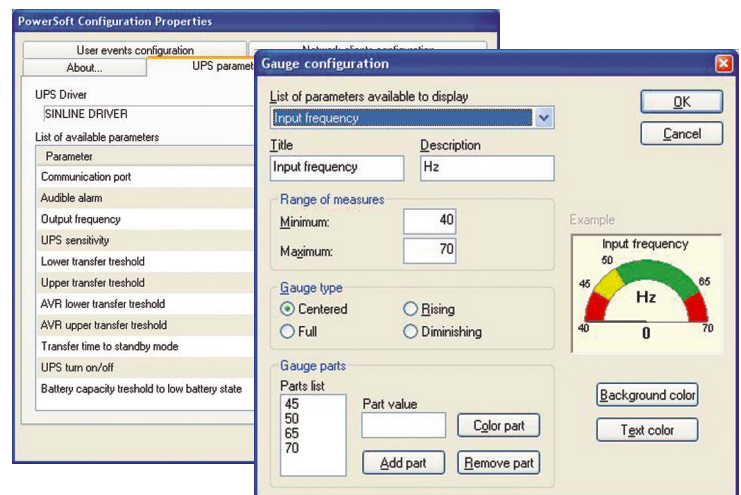 PowerSoft Configuration Properties
User events configuration
Network clients configuration
About...
UPS paramet
UPS Driver
SINLINE DRIVER
List of available parameters
Parameter
Communication port
Audible alarm
Output frequency
UPS sensitivity
Lower transfer treshold
Upper transfer treshold
AVR lower transfer treshold
AVR upper transfer treshold
Transfer time to standby mode
UPS turn on/off
Battery capacity treshold to low battery state
Gauge configuration
List of parameters available to display
Input frequency
OK
Cancel
Title
Description
Input frequency
Hz
Range of measures
Minimum:
40
Maximum:
70
Example
Input frequency
50
45
65
Hz
40
0
70
Gauge type
Centered
Rising
Full
Diminishing
Gauge parts
Parts list
45
50
65
70
Part value
Color part
Add part
Remove part
Background color
Text color